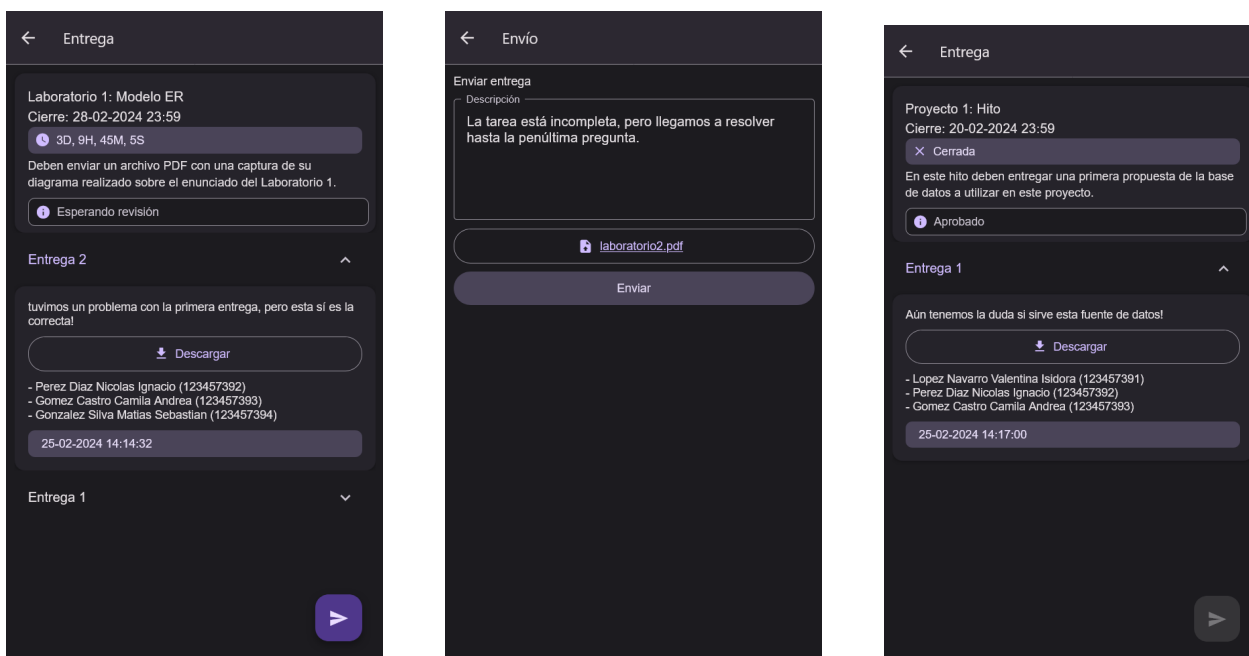 Entrega
Laboratorio 1: Modelo ER
Cierre: 28-02-2024 23:59
3D, 9H, 45M, 5S
Deben enviar un archivo PDF con una captura de su
diagrama realizado sobre el enunciado del Laboratorio 1.
Esperando revisión
Entrega 2
tuvimos un problema con la primera entrega, pero esta sí es la
correcta!
Descargar
- Perez Diaz Nicolas Ignacio (123457392)
- Gomez Castro Camila Andrea (123457393)
- Gonzalez Silva Matias Sebastian (123457394)
25-02-2024 14:14:32
Entrega 1
Envío
Enviar entrega
Descripción
La tarea está incompleta, pero llegamos a resolver
hasta la penúltima pregunta.
laboratorio2.pdf
Enviar
Entrega
Proyecto 1: Hito
Cierre: 20-02-2024 23:59
Cerrada
En este hito deben entregar una primera propuesta de la base
de datos a utilizar en este proyecto.
Aprobado
Entrega 1
Aún tenemos la duda si sirve esta fuente de datos!
Descargar
- Lopez Navarro Valentina Isidora (123457391)
- Perez Diaz Nicolas Ignacio (123457392)
- Gomez Castro Camila Andrea (123457393)
25-02-2024 14:17:00